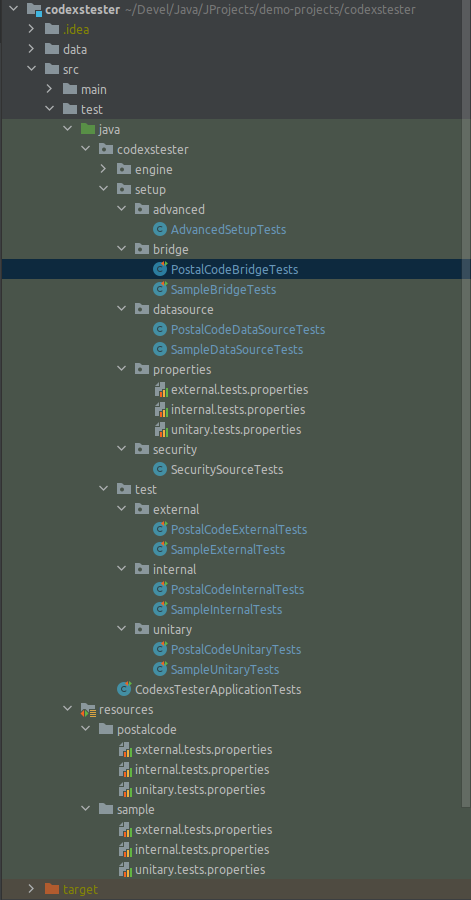 codexstester ~/Devel/Java/JProjects/demo-projects/codexstester
.idea
data
src
main
test
java
codexstester
engine
setup
advanced
AdvancedSetupTests
bridge
PostalCodeBridgeTests
SampleBridgeTests
datasource
PostalCodeDataSourceTests
SampleDataSourceTests
properties
external.tests.properties
internal.tests.properties
unitary.tests.properties
security
SecuritySourceTests
test
external
PostalCodeExternalTests
SampleExternalTests
internal
PostalCodeInternalTests
SampleInternalTests
unitary
PostalCodeUnitaryTests
SampleUnitaryTests
CodexsTesterApplicationTests
resources
postalcode
external.tests.properties
internal.tests.properties
unitary.tests.properties
sample
external.tests.properties
internal.tests.properties
unitary.tests.properties
target